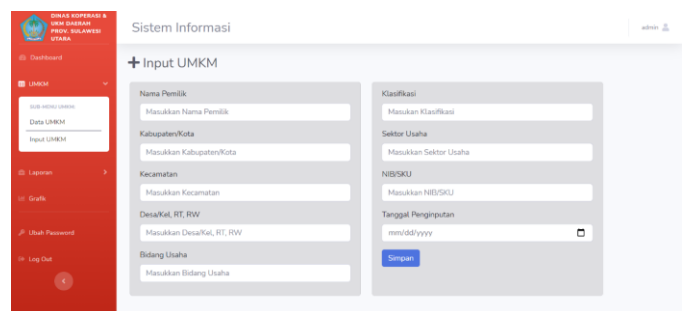 DINAS KOPERASI &
UKM DAERAH
PROV. SULAWESI
UTARA
Dashboard
UMKM
SUB MENU UMKM
Data UMKM
Input UMKM
Laporan
Grafik
Ubah Password
Log Out
Sistem Informasi
admin
Input UMKM
Nama Pemilik
Masukkan Nama Pemilik
Kabupaten/Kota
Masukkan Kabupaten/Kota
Kecamatan
Masukkan Kecamatan
Desa/Kel, RT, RW
Masukkan Desa/Kel, RT, RW
Bidang Usaha
Masukkan Bidang Usaha
Klasifikasi
Masukan Klasifikasi
Sektor Usaha
Masukkan Sektor Usaha
NIB/SKU
Masukkan NIB/SKU
Tanggal Penginputan
mm/dd/yyyy
Simpan